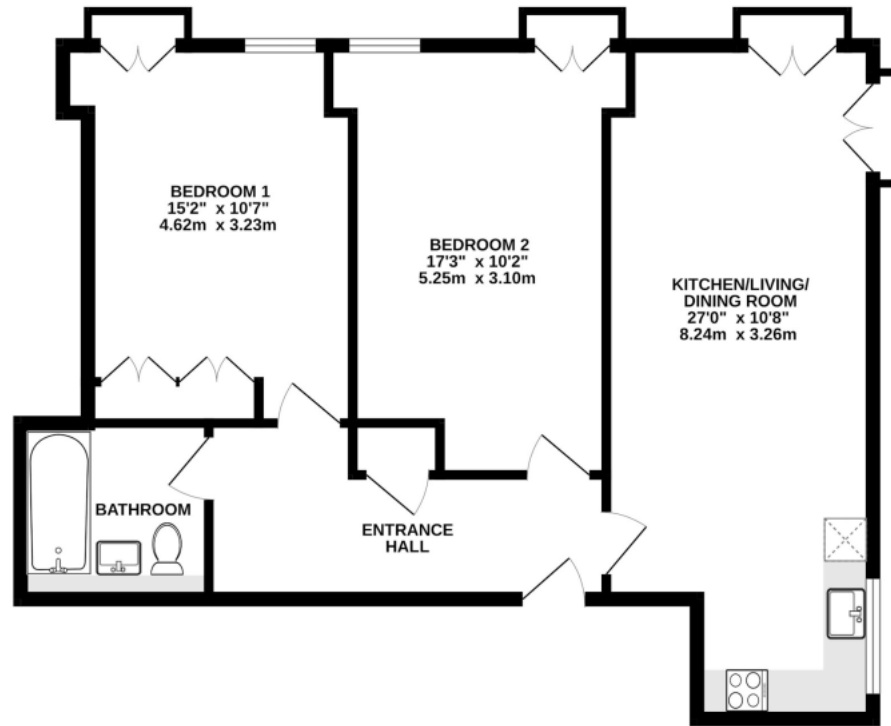 BEDROOM 1
15'2" x 10'7"
4.62m x 3.23m
BEDROOM 2
17'3" x 10'2"
5.25m x 3.10m
KITCHEN/LIVING/
DINING ROOM
27'0" x 10'8"
8.24m x 3.26m
BATHROOM
ENTRANCE
HALL